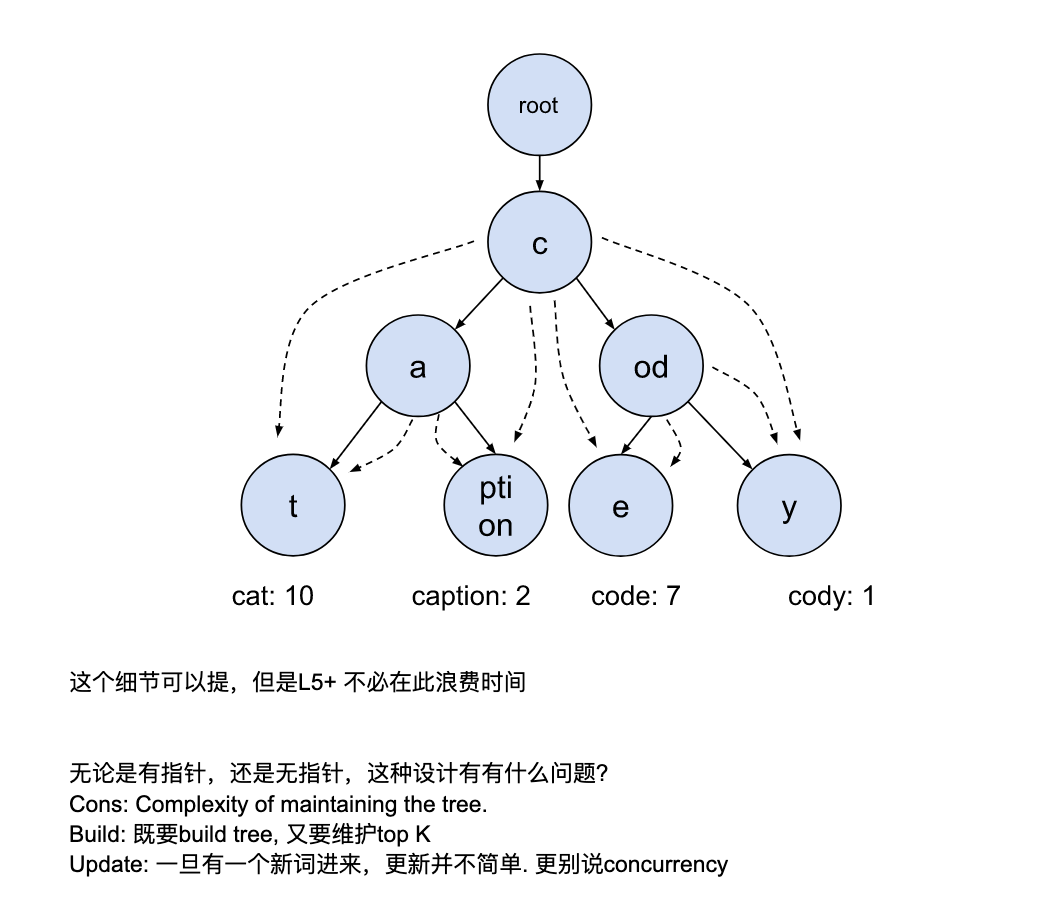 root
c
a
od
t
pti
on
e
y
cat: 10
caption: 2
code: 7
cody: 1
这个细节可以提，但是L5+ 不必在此浪费时间
无论是有指针，还是无指针，这种设计有有什么问题?
Cons: Complexity of maintaining the tree.
Build: 既要build tree, 又要维护top K
Update: 一旦有一个新词进来，更新并不简单. 更别说concurrency